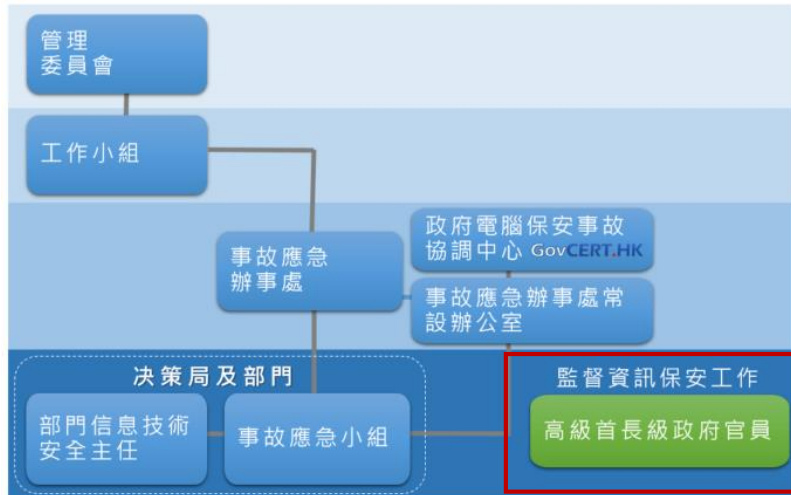 管理
委員會
工作小組
事故應急
辦事處
政府電腦保安事故
協調中心 GovCERT.HK
事故應急辦事處常
設辦公室
决策局及部門
部門信息技術
安全主任
事故應急小組
監督資訊保安工作
高級首長級政府官員